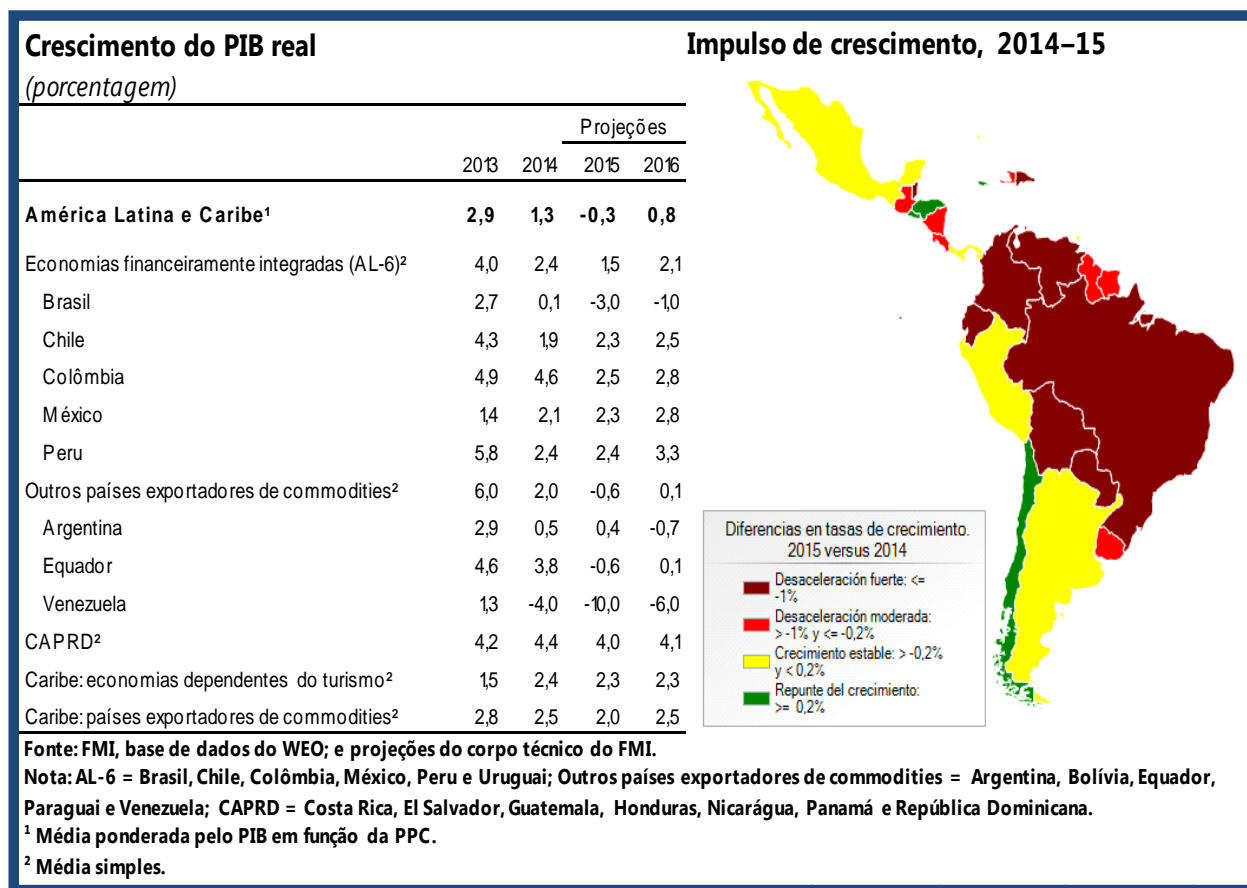 Crescimento do PIB real
(porcentagem)
Projeções
2013 2014 2015 2016
América Latina e Caribe¹ 2,9 1,3 -0,3 0,8
Economias financeiramente integradas (AL-6)² 4,0 2,4 1,5 2,1
Brasil 2,7 0,1 -3,0 -1,0
Chile 4,3 1,9 2,3 2,5
Colômbia 4,9 4,6 2,5 2,8
México 1,4 2,1 2,3 2,8
Peru 5,8 2,4 2,4 3,3
Outros países exportadores de commodities² 6,0 2,0 -0,6 0,1
Argentina 2,9 0,5 0,4 -0,7
Equador 4,6 3,8 -0,6 0,1
Venezuela 1,3 -4,0 -10,0 -6,0
CAPRD² 4,2 4,4 4,0 4,1
Caribe: economias dependentes do turismo² 1,5 2,4 2,3 2,3
Caribe: países exportadores de commodities² 2,8 2,5 2,0 2,5
Impulso de crescimento, 2014–15
Diferencias en tasas de crecimiento.
2015 versus 2014
Desaceleración fuerte: <=
-1%
Desaceleración moderada:
> -1% y <= -0,2%
Crecimiento estable: > -0,2%
y < 0,2%
Repunte del crecimiento:
>= 0,2%
Fonte: FMI, base de dados do WEO; e projeções do corpo técnico do FMI.
Nota: AL-6 = Brasil, Chile, Colômbia, México, Peru e Uruguai; Outros países exportadores de commodities = Argentina, Bolívia, Equador,
Paraguai e Venezuela; CAPRD = Costa Rica, El Salvador, Guatemala, Honduras, Nicarágua, Panamá e República Dominicana.
¹ Média ponderada pelo PIB em função da PPC.
² Média simples.